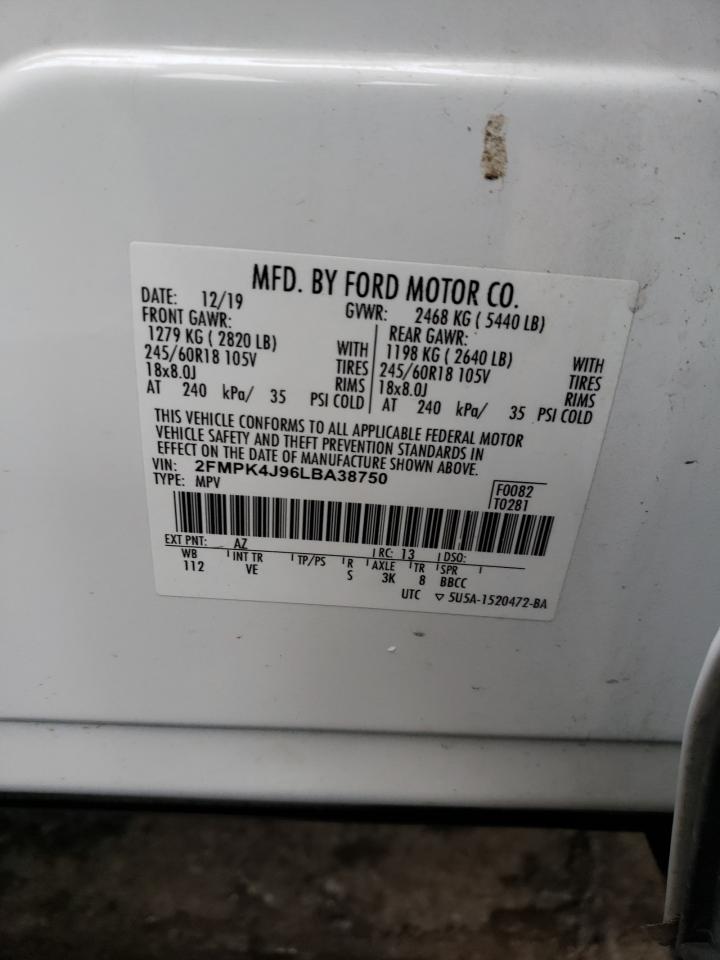 MFD. BY FORD MOTOR CO.
DATE: 12/19 GVWR: 2468 KG ( 5440 LB)
FRONT GAWR: REAR GAWR:
1279 KG ( 2820 LB) WITH 1198 KG ( 2640 LB) WITH
245/60R18 105V TIRES 245/60R18 105V TIRES
18x8.0J RIMS 18x8.0J RIMS
AT 240 kPa/ 35 PSI COLD AT 240 kPa/ 35 PSI COLD
THIS VEHICLE CONFORMS TO ALL APPLICABLE FEDERAL MOTOR
VEHICLE SAFETY AND THEFT PREVENTION STANDARDS IN
EFFECT ON THE DATE OF MANUFACTURE SHOWN ABOVE.
VIN: 2FMPK4J96LBA38750
TYPE: MPV F0082
T0281
EXT PNT: AZ RC: 13 DSO:
WB INT TR TP/PS R AXLE TR SPR
112 VE S 3K 8 BBCC
UTC ▽ 5U5A-1520472-BA